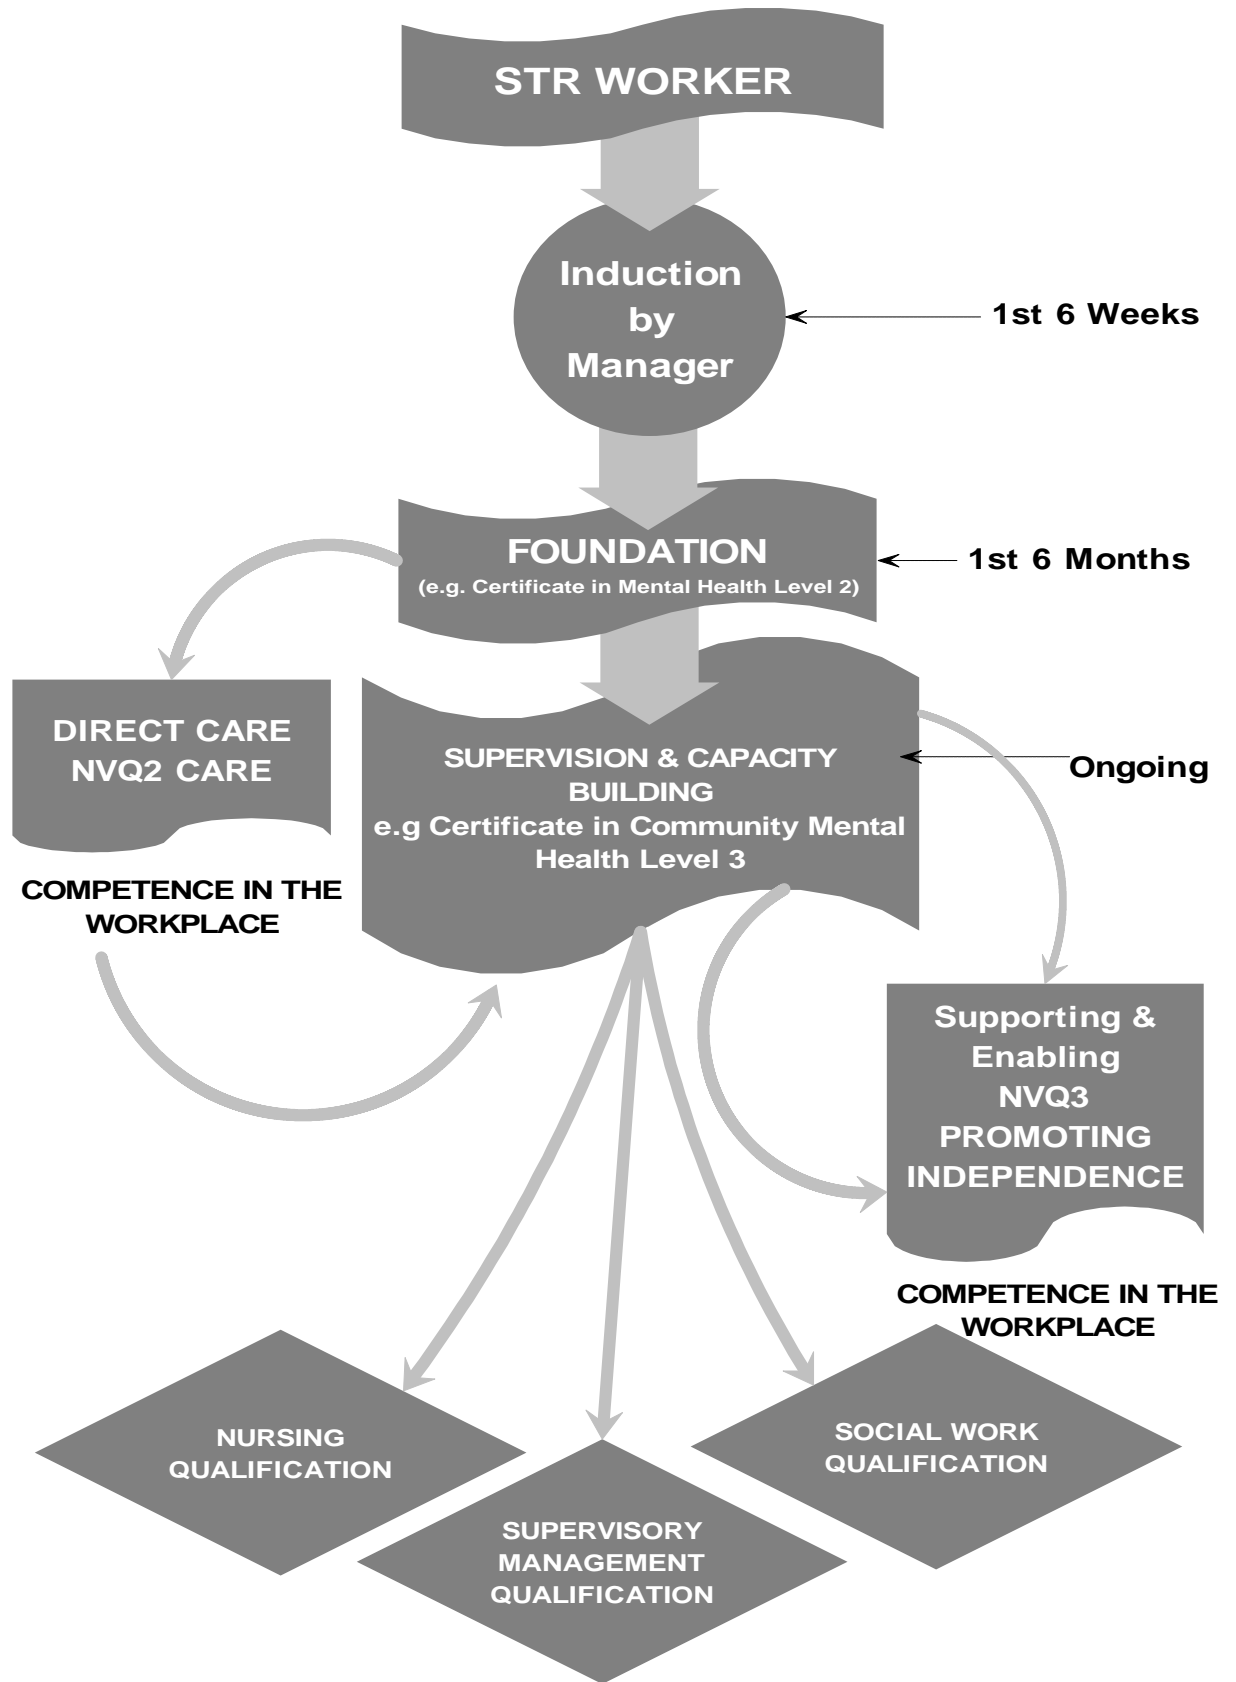 STR WORKER
Induction
by
Manager
1st 6 Weeks
FOUNDATION
(e.g. Certificate in Mental Health Level 2)
1st 6 Months
DIRECT CARE
NVQ2 CARE
COMPETENCE IN THE
WORKPLACE
SUPERVISION & CAPACITY
BUILDING
e.g Certificate in Community Mental
Health Level 3
Ongoing
Supporting &
Enabling
NVQ3
PROMOTING
INDEPENDENCE
COMPETENCE IN THE
WORKPLACE
NURSING
QUALIFICATION
SUPERVISORY
MANAGEMENT
QUALIFICATION
SOCIAL WORK
QUALIFICATION